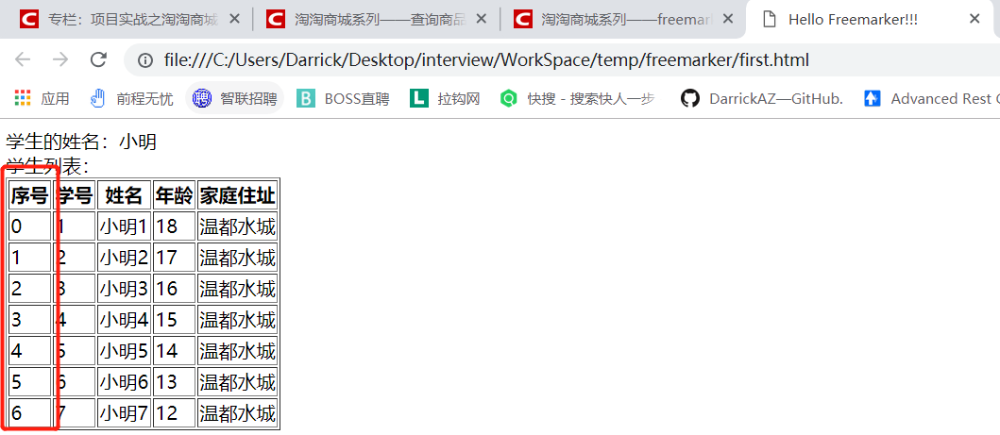 专栏：项目实战之淘淘商城
淘淘商城系列——查询商品
淘淘商城系列——freemark
Hello Freemarker!!!
file:///C:/Users/Darrick/Desktop/interview/WorkSpace/temp/freemarker/first.html
应用 前程无忧 智联招聘 BOSS直聘 拉钩网 快搜 - 搜索快人一步 DarrickAZ—GitHub. Advanced Rest
学生的姓名：小明
学生列表：
序号 学号 姓名 年龄 家庭住址
0 1 小明1 18 温都水城
1 2 小明2 17 温都水城
2 3 小明3 16 温都水城
3 4 小明4 15 温都水城
4 5 小明5 14 温都水城
5 6 小明6 13 温都水城
6 7 小明7 12 温都水城